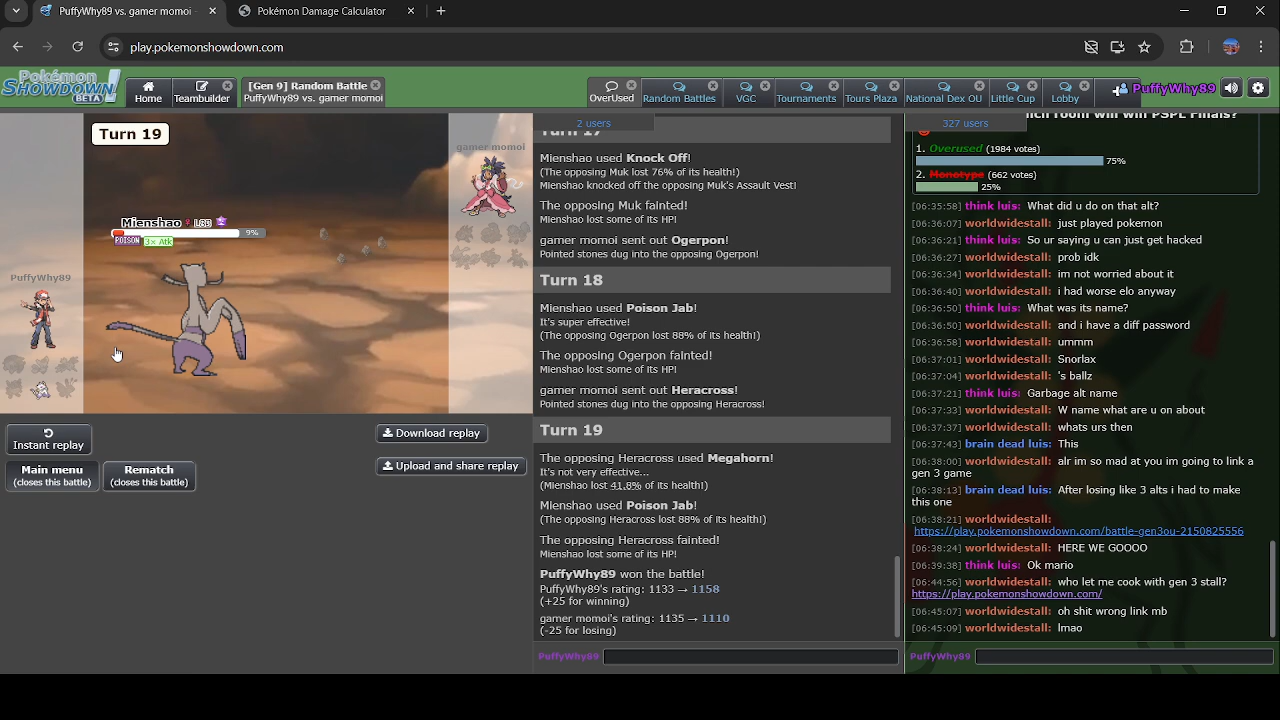 PuffyWhy89 vs. gamer momoi
Pokémon Damage Calculator
play.pokemonshowdown.com
Pokémon
SHOWDOWN!
BETA
Home
Teambuilder
[Gen 9] Random Battle
PuffyWhy89 vs. gamer momoi
OverUsed
Random Battles
VGC
Tournaments
Tours Plaza
National Dex OU
Little Cup
Lobby
PuffyWhy89
Turn 19
gamer momoi
Mienshao
9%
POISON
3× Atk
PuffyWhy89
Instant replay
Download replay
Main menu
(closes this battle)
Rematch
(closes this battle)
Upload and share replay
2 users
Mienshao used Knock Off!
(The opposing Muk lost 76% of its health!)
Mienshao knocked off the opposing Muk's Assault Vest!
The opposing Muk fainted!
Mienshao lost some of its HP!
gamer momoi sent out Ogerpon!
Pointed stones dug into the opposing Ogerpon!
Turn 18
Mienshao used Poison Jab!
It's super effective!
(The opposing Ogerpon lost 88% of its health!)
The opposing Ogerpon fainted!
Mienshao lost some of its HP!
gamer momoi sent out Heracross!
Pointed stones dug into the opposing Heracross!
Turn 19
The opposing Heracross used Megahorn!
It's not very effective...
(Mienshao lost 41.8% of its health!)
Mienshao used Poison Jab!
(The opposing Heracross lost 88% of its health!)
The opposing Heracross fainted!
Mienshao lost some of its HP!
PuffyWhy89 won the battle!
PuffyWhy89's rating: 1133 → 1158
(+25 for winning)
gamer momoi's rating: 1135 → 1110
(-25 for losing)
PuffyWhy89
327 users
1. Overused (1984 votes)
75%
2. Monotype (662 votes)
25%
[06:35:58] think luis: What did u do on that alt?
[06:36:07] worldwidestall: just played pokemon
[06:36:21] think luis: So ur saying u can just get hacked
[06:36:27] worldwidestall: prob idk
[06:36:34] worldwidestall: im not worried about it
[06:36:40] worldwidestall: i had worse elo anyway
[06:36:50] think luis: What was its name?
[06:36:50] worldwidestall: and i have a diff password
[06:36:58] worldwidestall: ummm
[06:37:01] worldwidestall: Snorlax
[06:37:04] worldwidestall: 's ballz
[06:37:21] think luis: Garbage alt name
[06:37:33] worldwidestall: W name what are u on about
[06:37:37] worldwidestall: whats urs then
[06:37:43] brain dead luis: This
[06:38:00] worldwidestall: alr im so mad at you im going to link a
gen 3 game
[06:38:13] brain dead luis: After losing like 3 alts i had to make
this one
[06:38:21] worldwidestall:
https://play.pokemonshowdown.com/battle-gen3ou-2150825556
[06:38:24] worldwidestall: HERE WE GOOOO
[06:39:38] think luis: Ok mario
[06:44:56] worldwidestall: who let me cook with gen 3 stall?
https://play.pokemonshowdown.com/
[06:45:07] worldwidestall: oh shit wrong link mb
[06:45:09] worldwidestall: lmao
PuffyWhy89